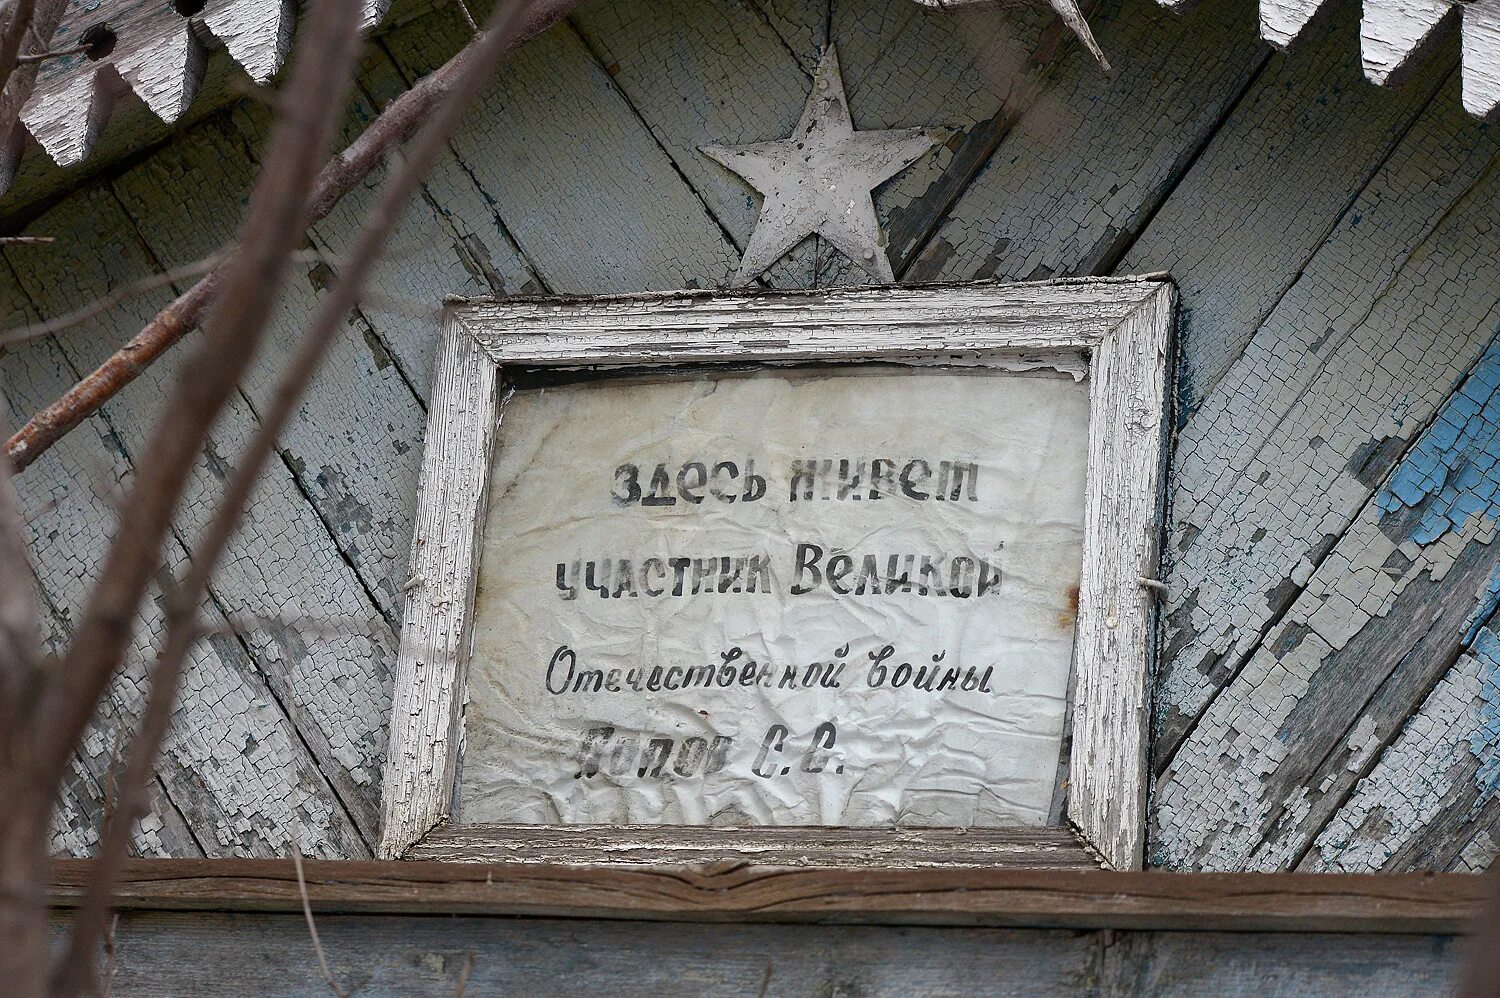 Здесь живет
участник Великой
Отечественной войны
Попов С.С.